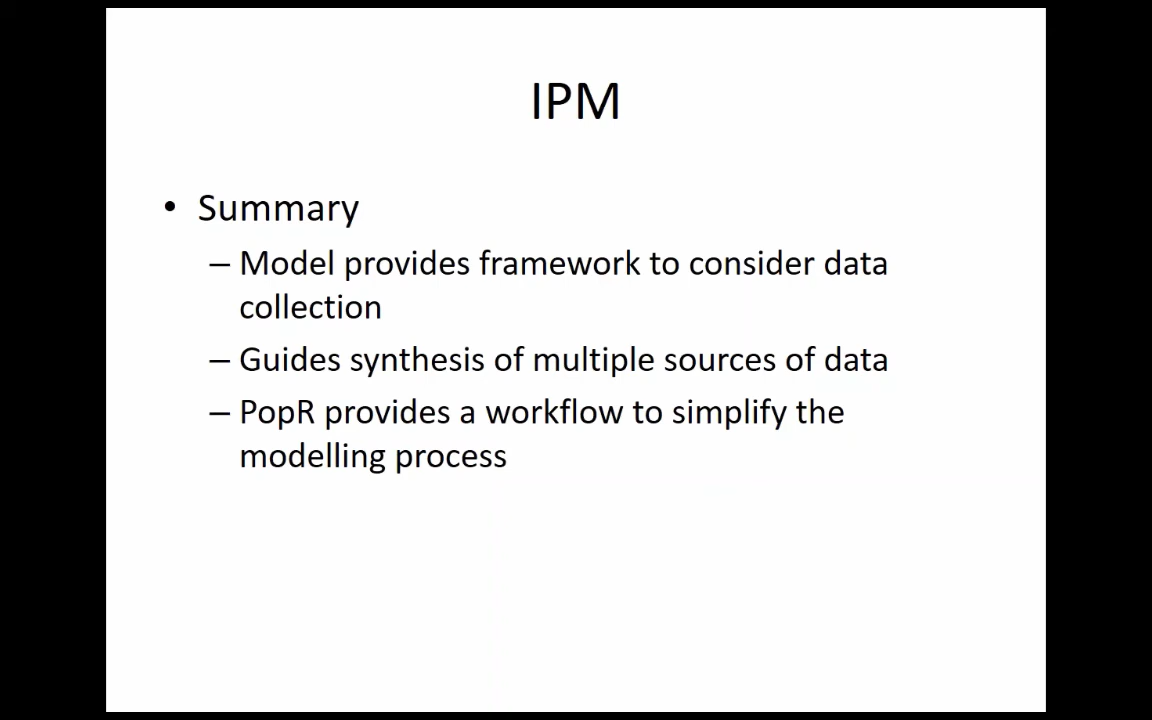 IPM
• Summary
– Model provides framework to consider data
collection
– Guides synthesis of multiple sources of data
– PopR provides a workflow to simplify the
modelling process